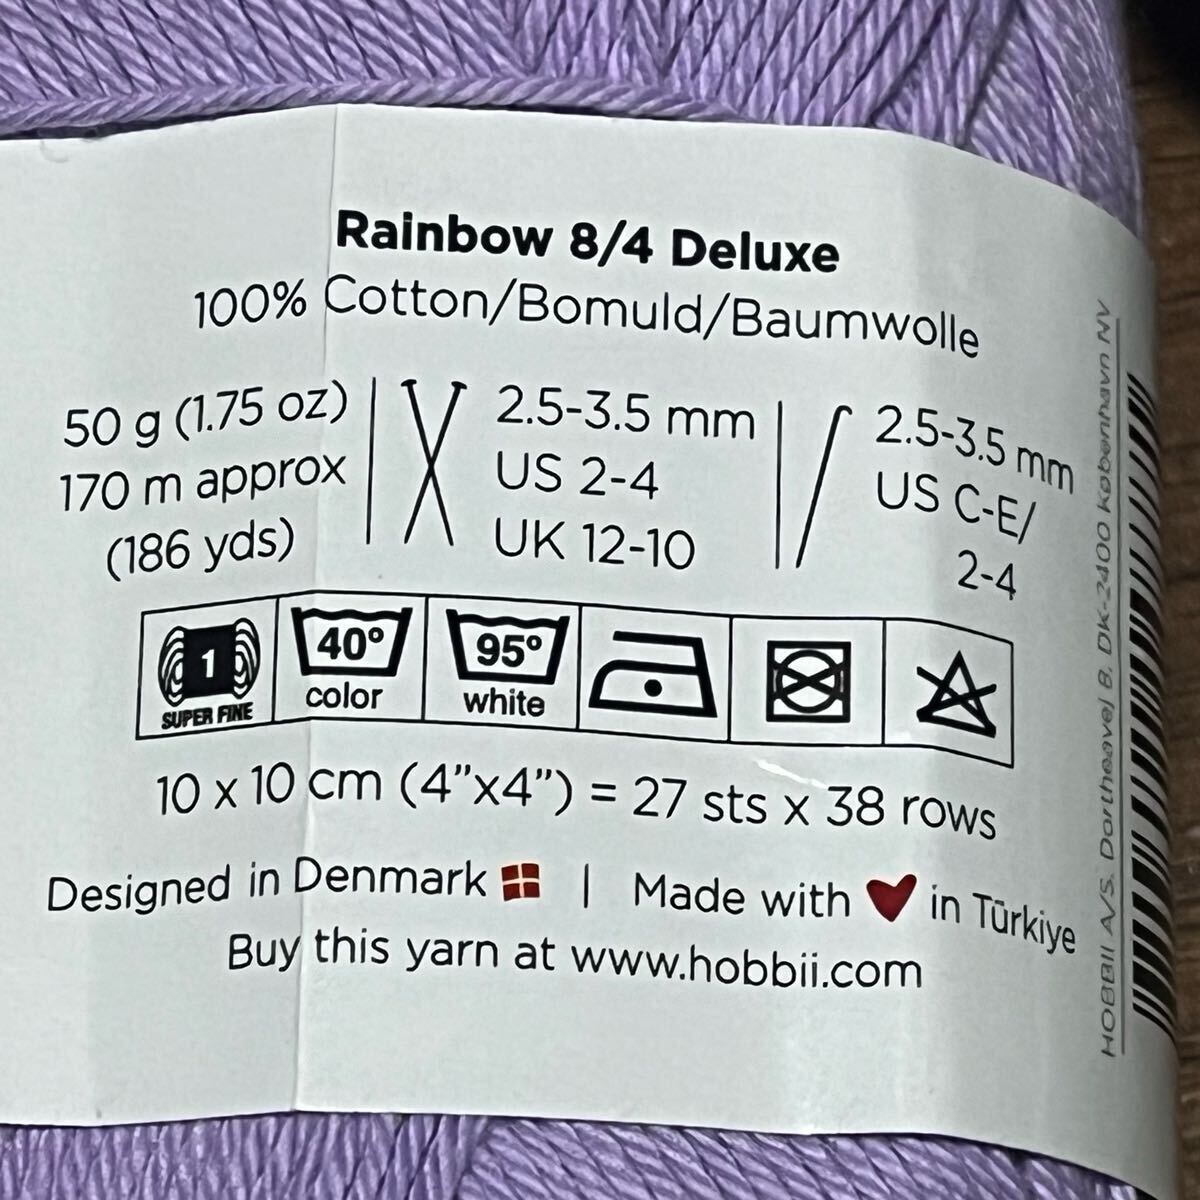 Rainbow 8/4 Deluxe
100% Cotton/Bomuld/Baumwolle
50 g (1.75 oz)
170 m approx
(186 yds)
2.5-3.5 mm
US 2-4
UK 12-10
2.5-3.5 mm
US C-E/
2-4
1
SUPER FINE
40°
color
95°
white
10 x 10 cm (4”x4”) = 27 sts x 38 rows
Designed in Denmark | Made with in Türkiye
Buy this yarn at www.hobbii.com
HOBBII A/S. Dortheavej 8. DK-2400 København NV